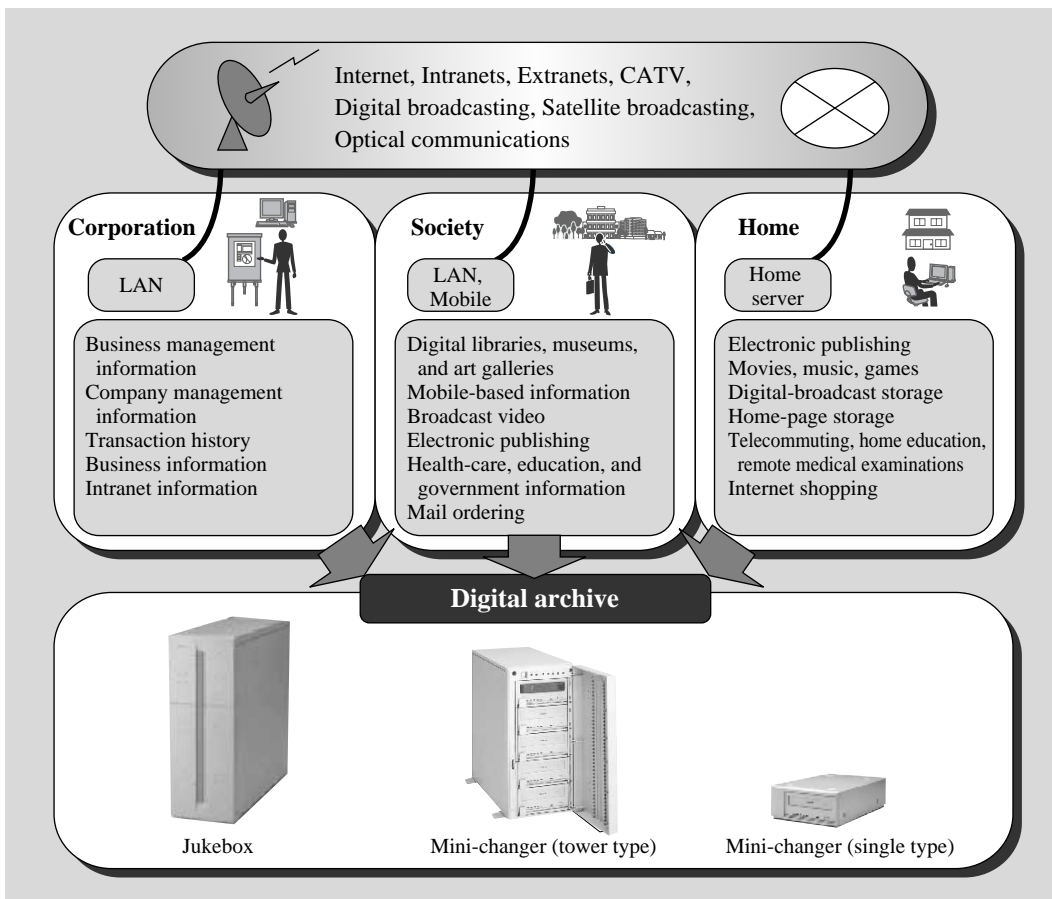 Internet, Intranets, Extranets, CATV,
Digital broadcasting, Satellite broadcasting,
Optical communications
Corporation
LAN
Business management
information
Company management
information
Transaction history
Business information
Intranet information
Society
LAN,
Mobile
Digital libraries, museums,
and art galleries
Mobile-based information
Broadcast video
Electronic publishing
Health-care, education, and
government information
Mail ordering
Home
Home
server
Electronic publishing
Movies, music, games
Digital-broadcast storage
Home-page storage
Telecommuting, home education,
remote medical examinations
Internet shopping
Digital archive
Jukebox
Mini-changer (tower type)
Mini-changer (single type)